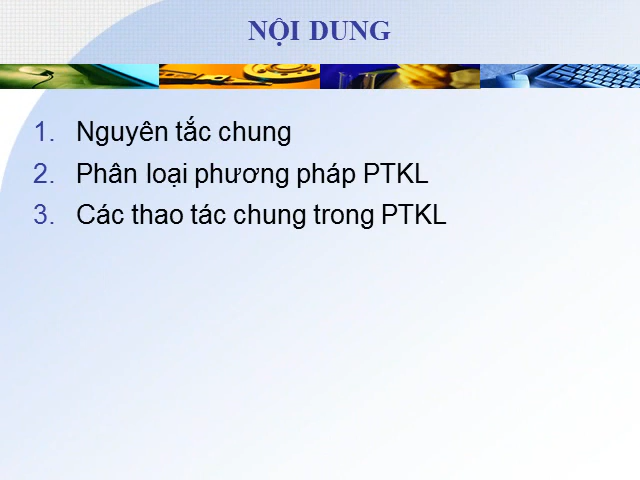 NỘI DUNG
1. Nguyên tắc chung
2. Phân loại phương pháp PTKL
3. Các thao tác chung trong PTKL